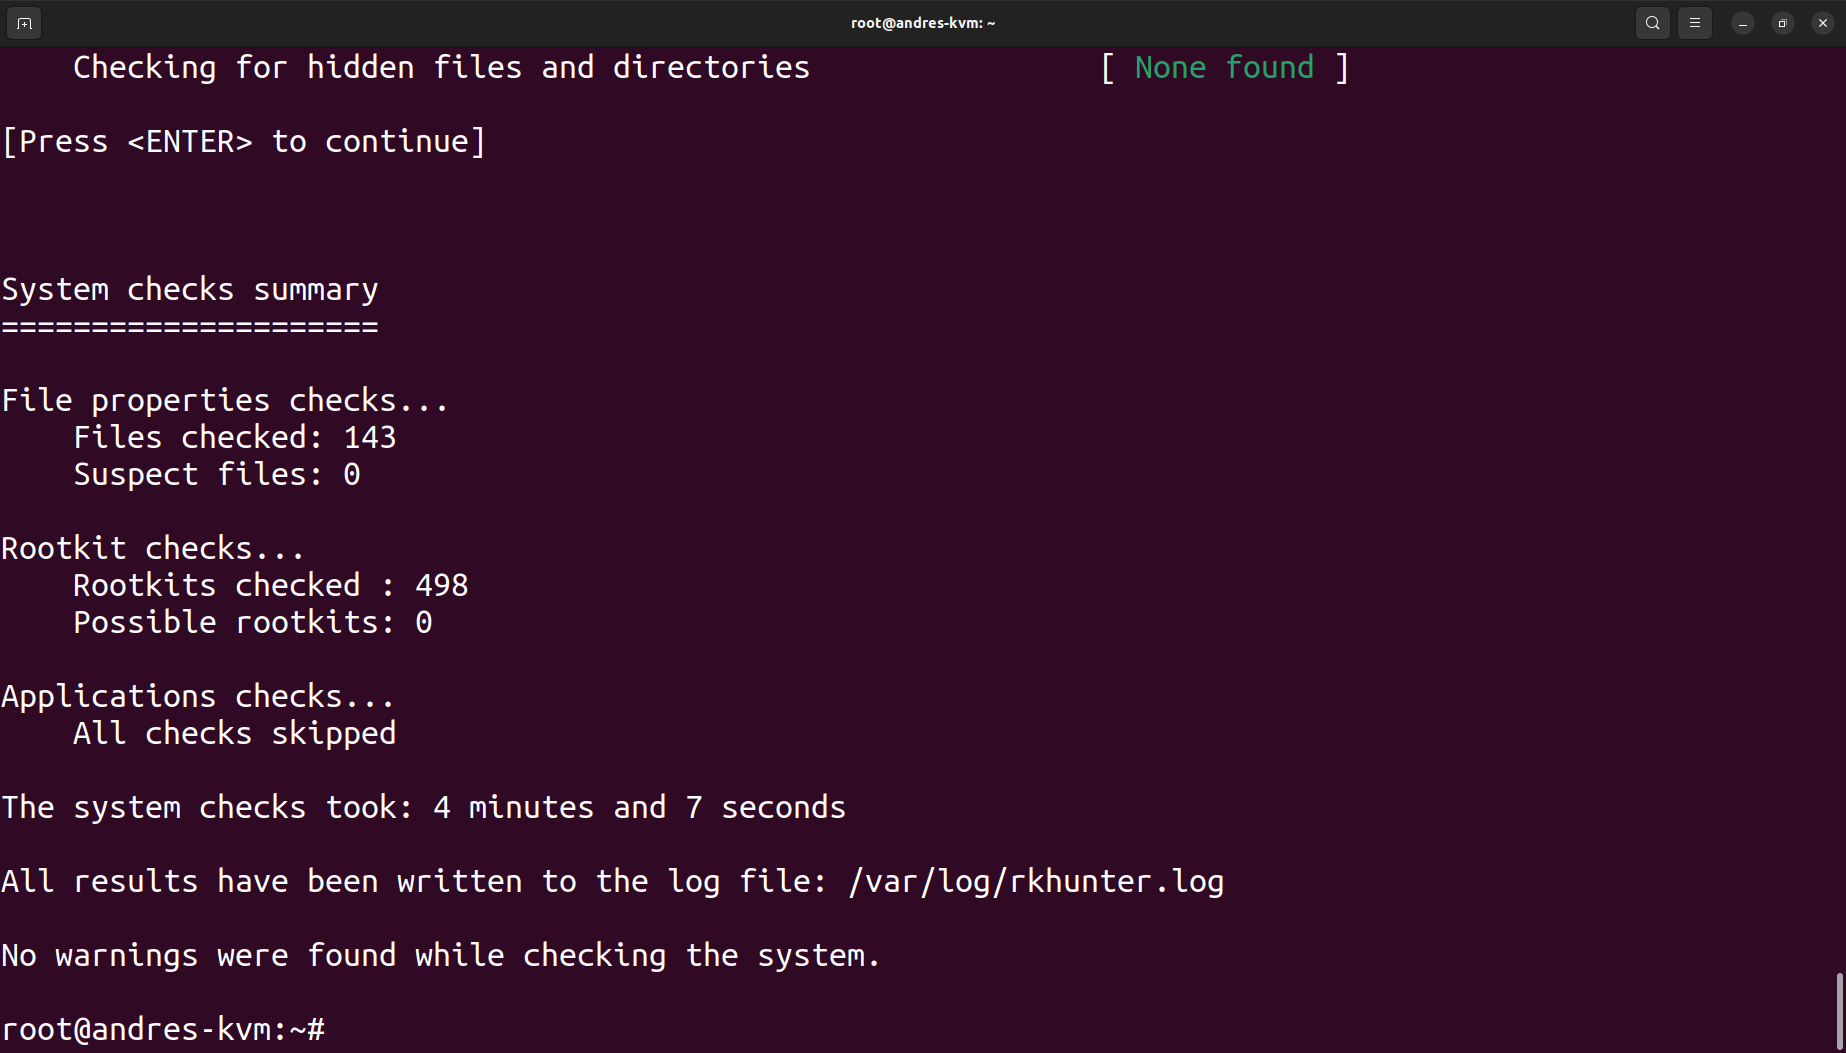 root@andres-kvm: ~
Checking for hidden files and directories [ None found ]
[Press <ENTER> to continue]
System checks summary
=====================
File properties checks...
Files checked: 143
Suspect files: 0
Rootkit checks...
Rootkits checked : 498
Possible rootkits: 0
Applications checks...
All checks skipped
The system checks took: 4 minutes and 7 seconds
All results have been written to the log file: /var/log/rkhunter.log
No warnings were found while checking the system.
root@andres-kvm:~#